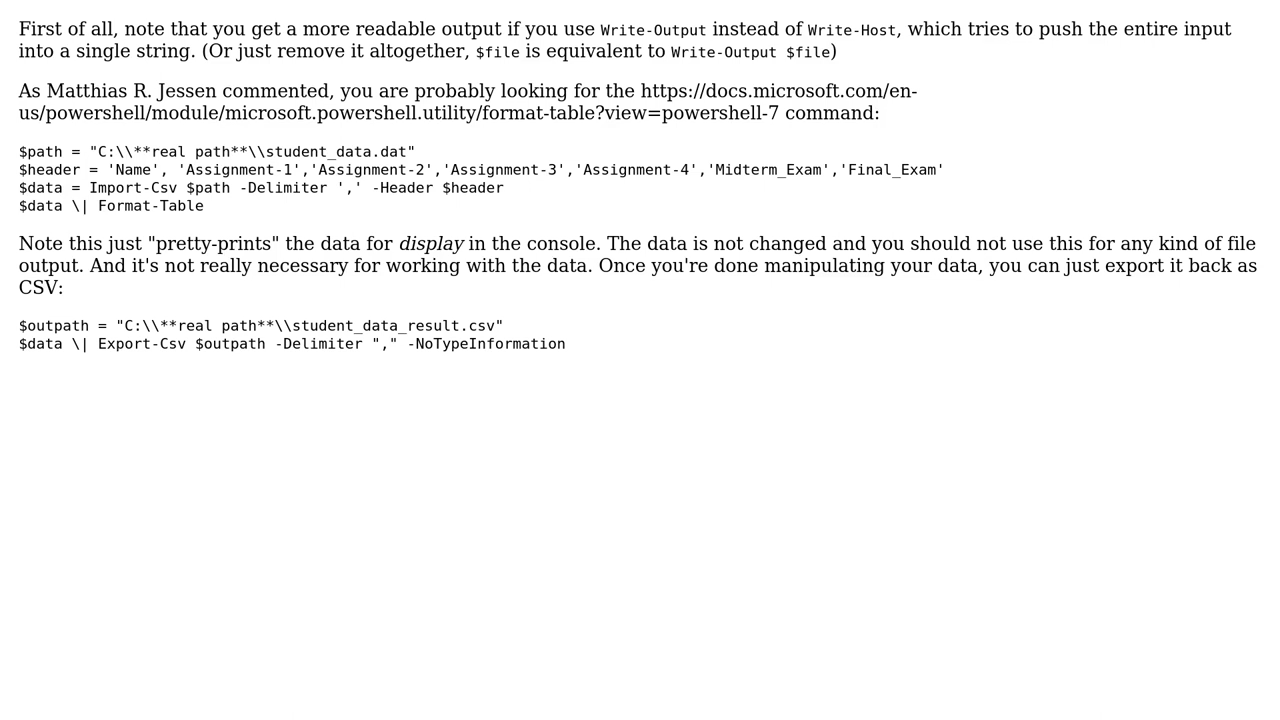 First of all, note that you get a more readable output if you use Write-Output instead of Write-Host, which tries to push the entire input
into a single string. (Or just remove it altogether, $file is equivalent to Write-Output $file)
As Matthias R. Jessen commented, you are probably looking for the https://docs.microsoft.com/en-
us/powershell/module/microsoft.powershell.utility/format-table?view=powershell-7 command:
$path = "C:\\**real path**\\student_data.dat"
$header = 'Name', 'Assignment-1','Assignment-2','Assignment-3','Assignment-4','Midterm_Exam','Final_Exam'
$data = Import-Csv $path -Delimiter ',' -Header $header
$data \| Format-Table
Note this just "pretty-prints" the data for display in the console. The data is not changed and you should not use this for any kind of file
output. And it's not really necessary for working with the data. Once you're done manipulating your data, you can just export it back as
CSV:
$outpath = "C:\\**real path**\\student_data_result.csv"
$data \| Export-Csv $outpath -Delimiter "," -NoTypeInformation